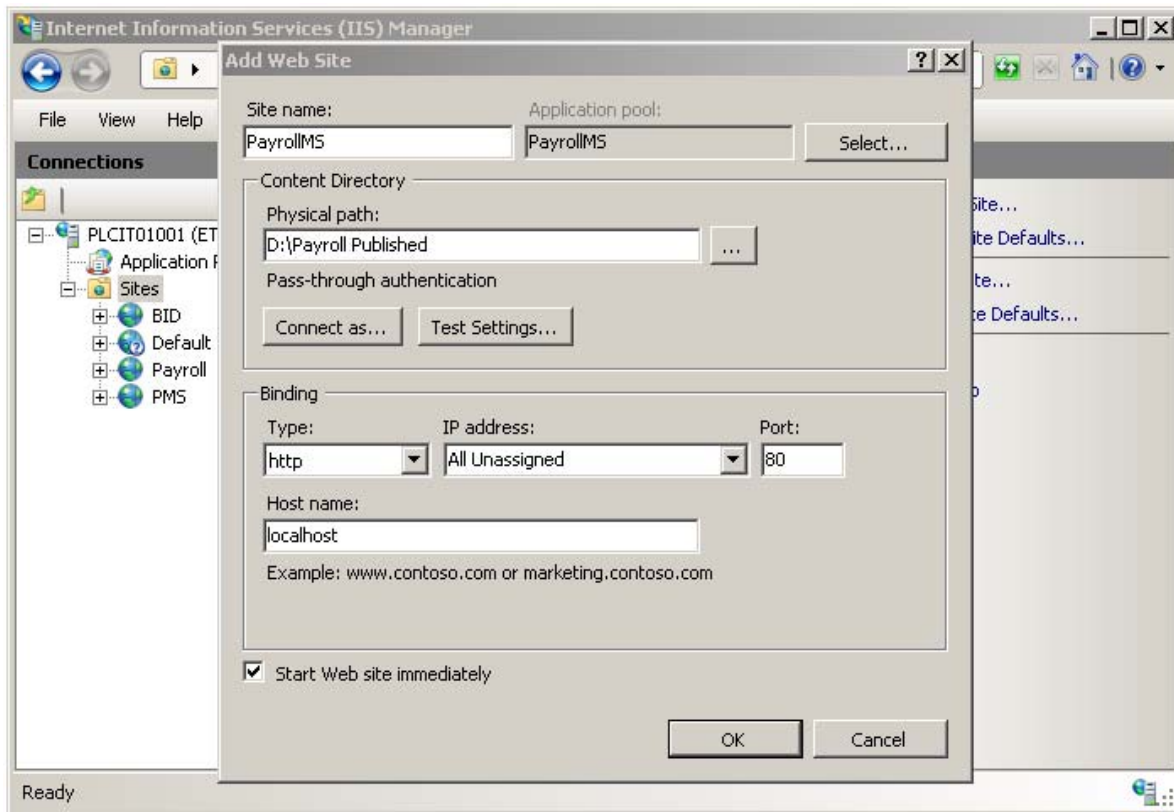 Internet Information Services (IIS) Manager
Add Web Site
File View Help
Connections
PLCIT01001 (ET
Application P
Sites
BID
Default
Payroll
PMS
Site name:
Application pool:
PayrollMS
PayrollMS
Select...
Content Directory
Physical path:
D:\Payroll Published
...
Pass-through authentication
Connect as...
Test Settings...
Binding
Type:
IP address:
Port:
http
All Unassigned
80
Host name:
localhost
Example: www.contoso.com or marketing.contoso.com
Start Web site immediately
OK
Cancel
Site...
ite Defaults...
te...
te Defaults...
Ready